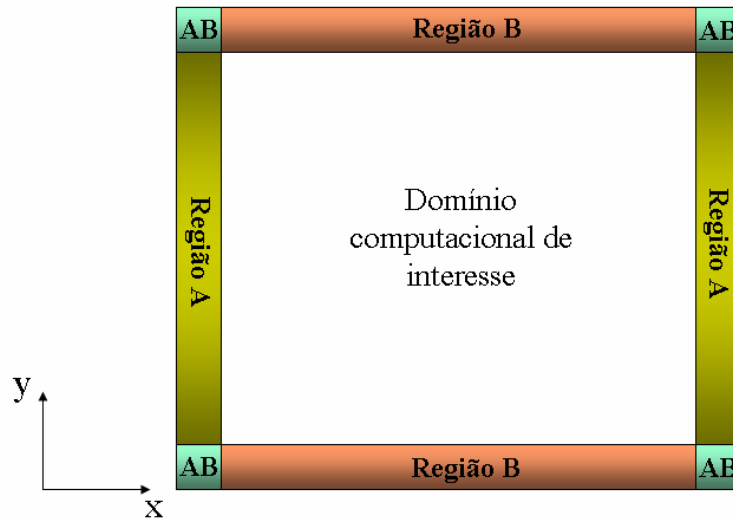 AB
Região B
AB
Região A
Domínio
computacional de
interesse
Região A
y
AB
Região B
AB
x